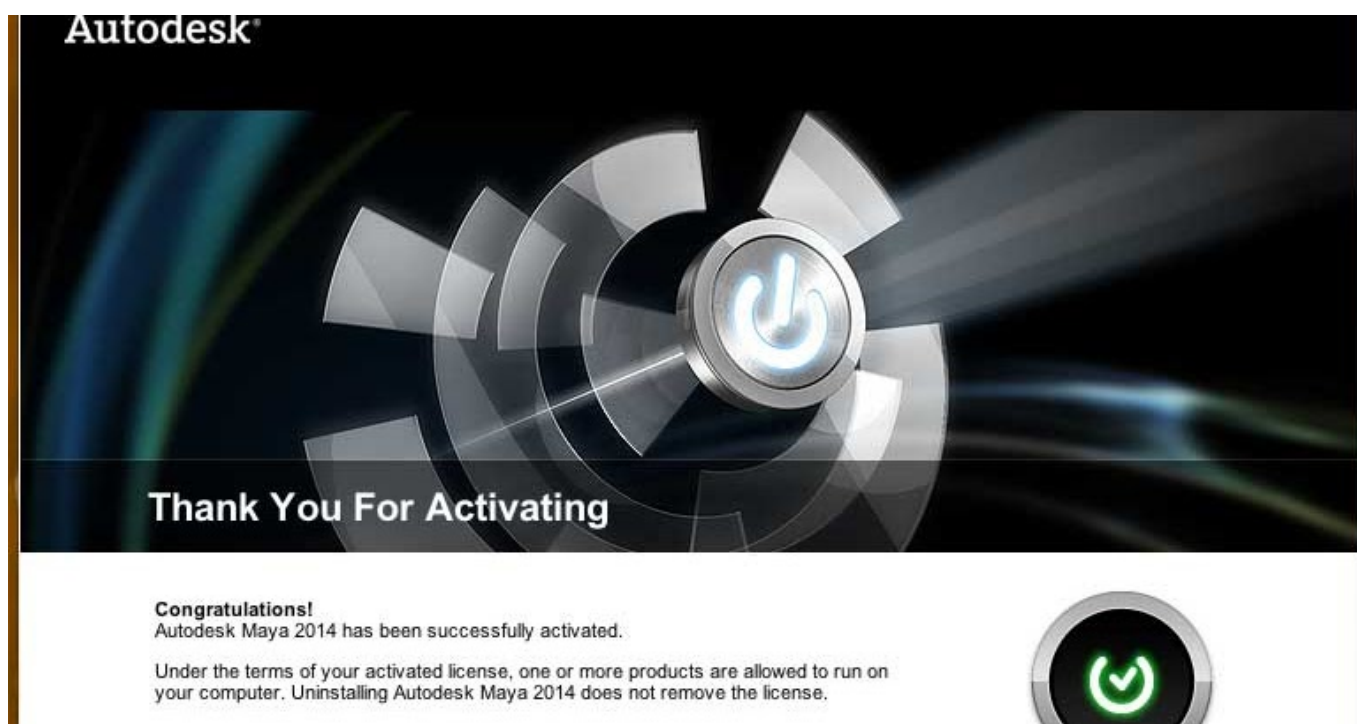 Autodesk®
Thank You For Activating
Congratulations!
Autodesk Maya 2014 has been successfully activated.
Under the terms of your activated license, one or more products are allowed to run on
your computer. Uninstalling Autodesk Maya 2014 does not remove the license.